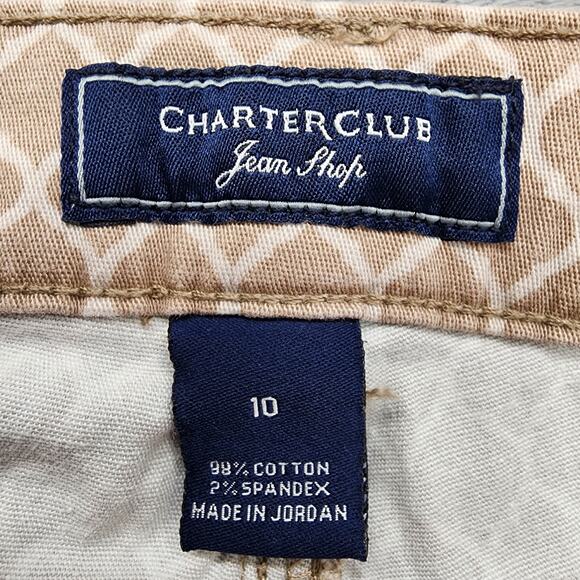 CHARTER CLUB
Jean Shop
10
98% COTTON
2% SPANDEX
MADE IN JORDAN